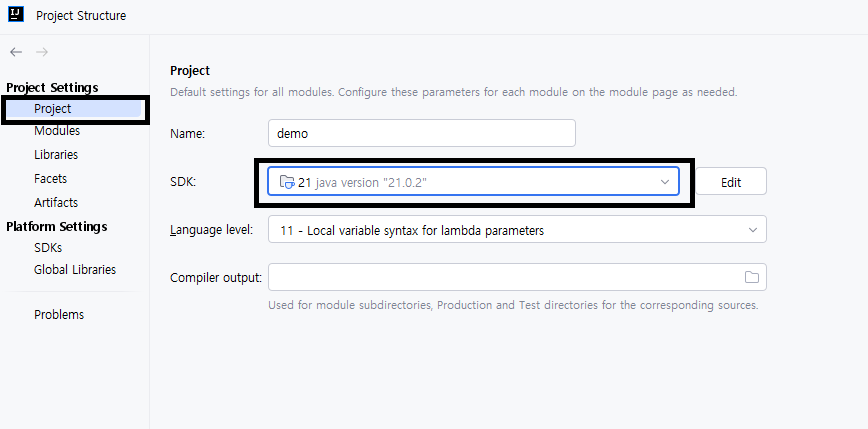 IJ
Project Structure
Project Settings
Project
Modules
Libraries
Facets
Artifacts
Platform Settings
SDKs
Global Libraries
Problems
Project
Default settings for all modules. Configure these parameters for each module on the module page as needed.
Name: demo
SDK: 21 java version "21.0.2" Edit
Language level: 11 - Local variable syntax for lambda parameters
Compiler output:
Used for module subdirectories, Production and Test directories for the corresponding sources.